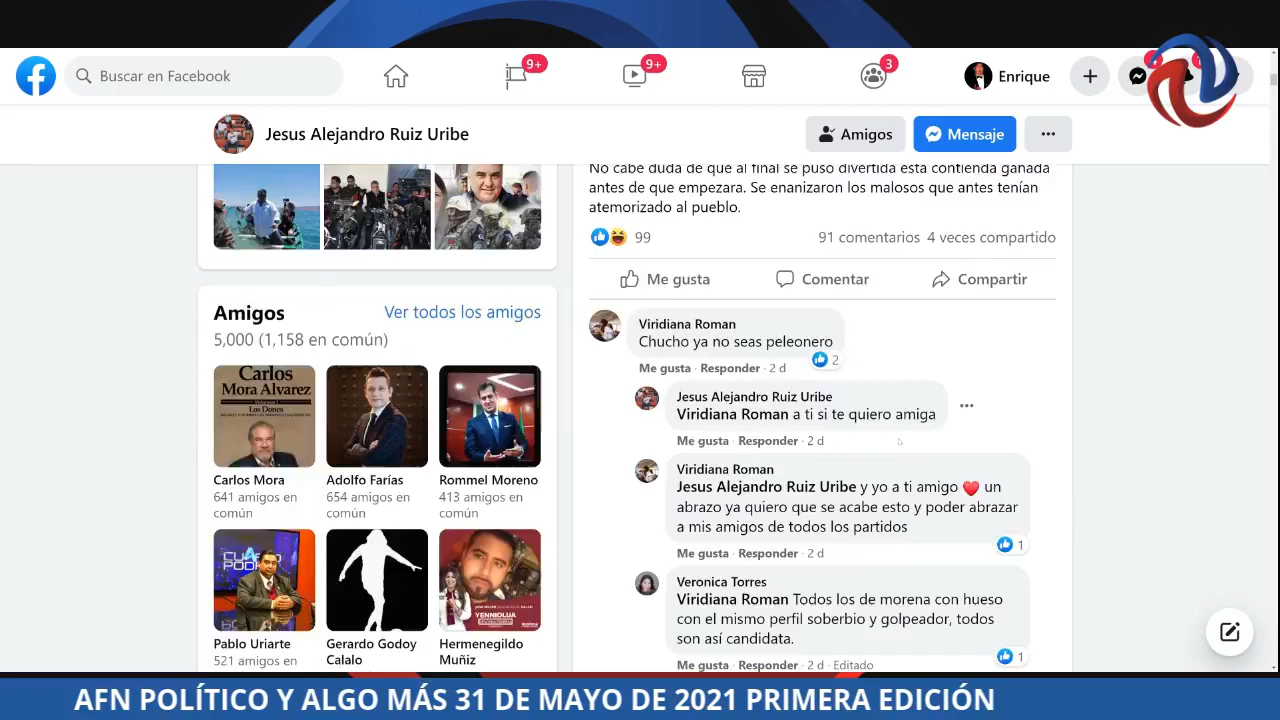 Buscar en Facebook
9+
9+
3
Enrique
Jesus Alejandro Ruiz Uribe
Amigos
Mensaje
No cabe duda de que al final se puso divertida esta contienda ganada
antes de que empezara. Se enanizaron los malosos que antes tenían
atemorizado al pueblo.
99
91 comentarios 4 veces compartido
Me gusta
Comentar
Compartir
Amigos
Ver todos los amigos
5,000 (1,158 en común)
Carlos
Mora Alvarez
Los Dones
Carlos Mora
641 amigos en
común
Adolfo Farías
654 amigos en
común
Rommel Moreno
413 amigos en
común
Pablo Uriarte
521 amigos en
Gerardo Godoy
Calalo
YENNIOLUA
Hermenegildo
Muñiz
Viridiana Roman
Chucho ya no seas peleonero
2
Me gusta · Responder · 2 d
Jesus Alejandro Ruiz Uribe
Viridiana Roman a ti si te quiero amiga
Me gusta · Responder · 2 d
Viridiana Roman
Jesus Alejandro Ruiz Uribe y yo a ti amigo ❤️ un
abrazo ya quiero que se acabe esto y poder abrazar
a mis amigos de todos los partidos
1
Me gusta · Responder · 2 d
Veronica Torres
Viridiana Roman Todos los de morena con hueso
con el mismo perfil soberbio y golpeador, todos
son así candidata.
1
Me gusta · Responder · 2 d · Editado
AFN POLÍTICO Y ALGO MÁS 31 DE MAYO DE 2021 PRIMERA EDICIÓN